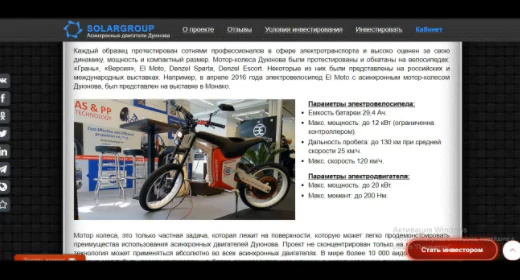 SOLARGROUP
Асинхронные двигатели Дуюнова
О проекте Отзывы Условия инвестирования Инвестировать Кабинет
Каждый образец протестирован сотнями профессионалов в сфере электротранспорта и высоко оценен за свою
динамику, мощность и компактный размер. Мотор-колеса Дуюнова были протестированы и обкатаны на велосипедах:
«Грань», «Версия», El Moto, Denzel Sparta, Denzel Escort. Некоторые из них были представлены на российских и
международных выставках. Например, в апреле 2016 года электровелосипед El Moto с асинхронным мотор-колесом
Дуюнова, был представлен на выставке в Монако.
AS & PP
TECHNOLOGY
Параметры электровелосипеда:
Емкость батареи 29,4 Ач.
Макс. мощность: до 12 кВт (ограничена
контроллером).
Дальность пробега: до 130 км при средней
скорости 25 км/ч.
Макс. скорость 120 км/ч.
Параметры электродвигателя:
Макс. мощность: до 20 кВт.
Макс. момент: до 200 Нм.
Мотор колеса, это только частная задача, которая лежит на поверхности, которую может легко продемонстрировать
преимущества использования асинхронных двигателей Дуюнова. Проект не сконцентрирован только на
технология может применяться абсолютно во всех асинхронных двигателях. В мире более 10 000
Активация Windows
Стать инвестором